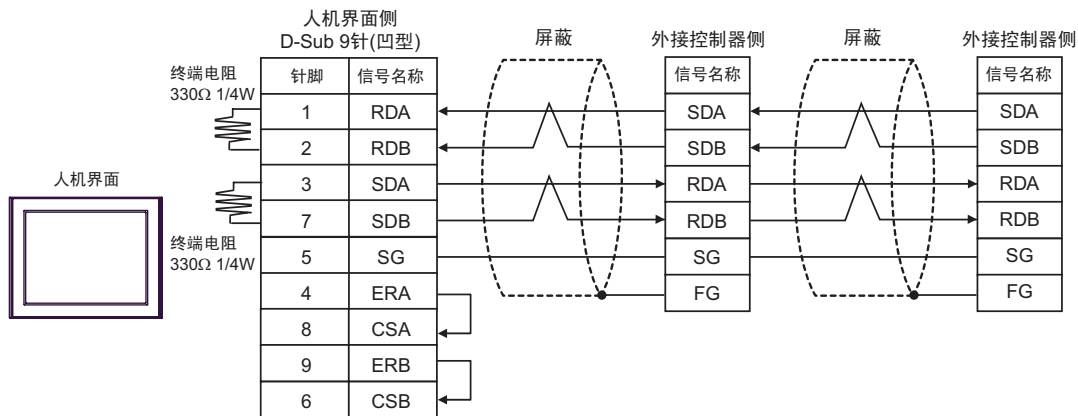 人机界面侧
D-Sub 9针(凹型)
屏蔽
外接控制器侧
屏蔽
外接控制器侧
终端电阻
330Ω 1/4W
针脚 信号名称
信号名称
信号名称
1 RDA
SDA
SDA
2 RDB
SDB
SDB
人机界面
3 SDA
RDA
RDA
7 SDB
RDB
RDB
终端电阻
330Ω 1/4W
5 SG
SG
SG
4 ERA
FG
FG
8 CSA
9 ERB
6 CSB